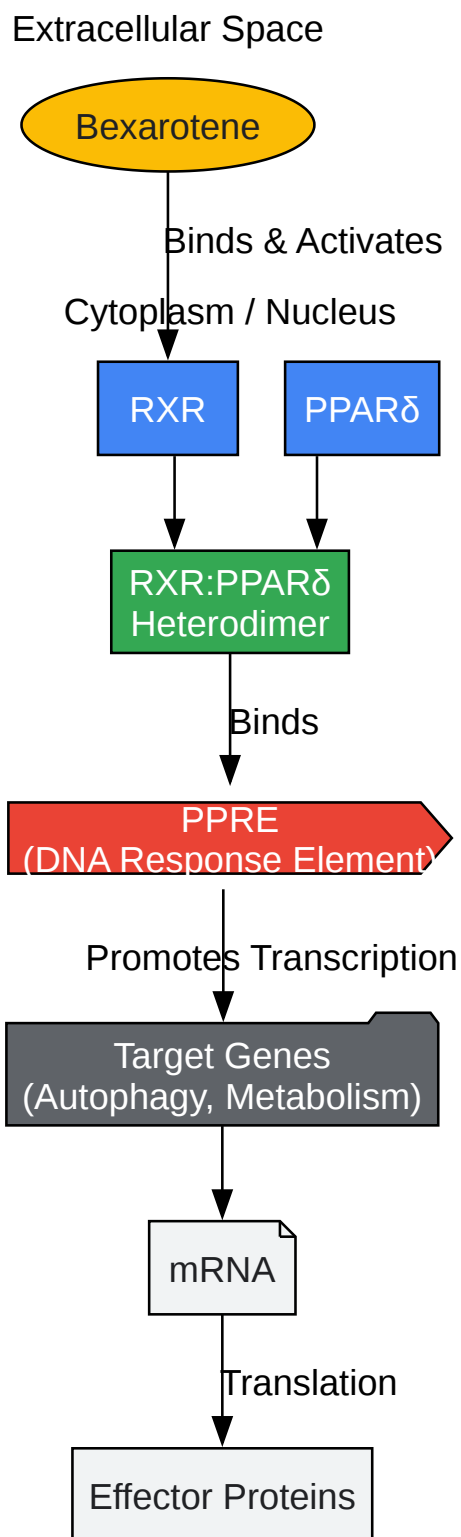 Extracellular Space
Bexarotene
Binds & Activates
Cytoplasm / Nucleus
RXR
PPARδ
RXR:PPARδ
Heterodimer
Binds
PPRE
(DNA Response Element)
Promotes Transcription
Target Genes
(Autophagy, Metabolism)
mRNA
Translation
Effector Proteins